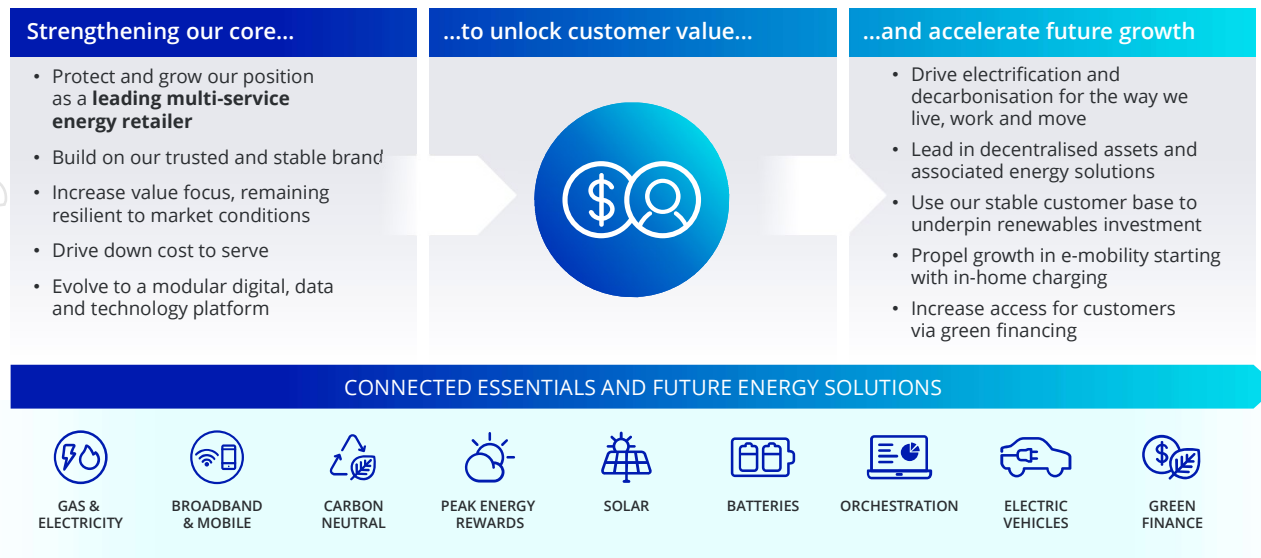 Strengthening our core...
• Protect and grow our position
as a leading multi-service
energy retailer
• Build on our trusted and stable brand
• Increase value focus, remaining
resilient to market conditions
• Drive down cost to serve
• Evolve to a modular digital, data
and technology platform
...to unlock customer value...
$
...and accelerate future growth
• Drive electrification and
decarbonisation for the way we
live, work and move
• Lead in decentralised assets and
associated energy solutions
• Use our stable customer base to
underpin renewables investment
• Propel growth in e-mobility starting
with in-home charging
• Increase access for customers
via green financing
CONNECTED ESSENTIALS AND FUTURE ENERGY SOLUTIONS
GAS &
ELECTRICITY
BROADBAND
& MOBILE
CARBON
NEUTRAL
PEAK ENERGY
REWARDS
SOLAR
BATTERIES
ORCHESTRATION
ELECTRIC
VEHICLES
$
GREEN
FINANCE